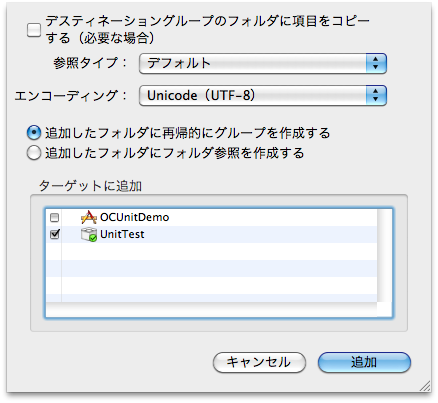 デスティネーショングループのフォルダに項目をコピー
する（必要な場合）
参照タイプ： デフォルト
エンコーディング： Unicode（UTF-8）
追加したフォルダに再帰的にグループを作成する
追加したフォルダにフォルダ参照を作成する
ターゲットに追加
OCUnitDemo
UnitTest
キャンセル 追加